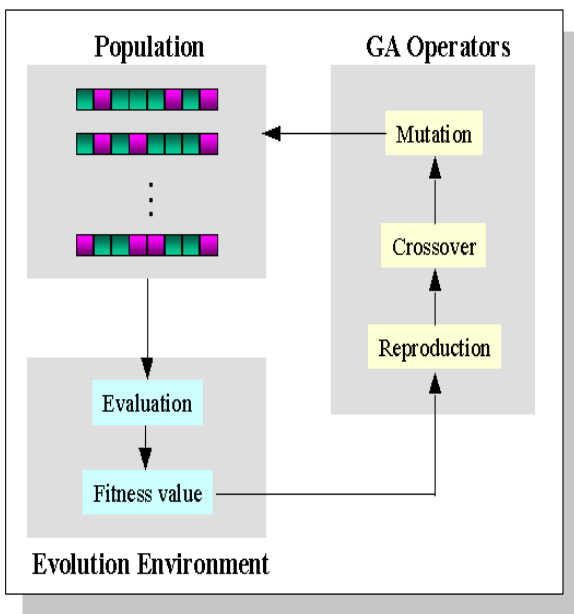 Population
GA Operators
Mutation
Crossover
Reproduction
Evaluation
Fitness value
Evolution Environment